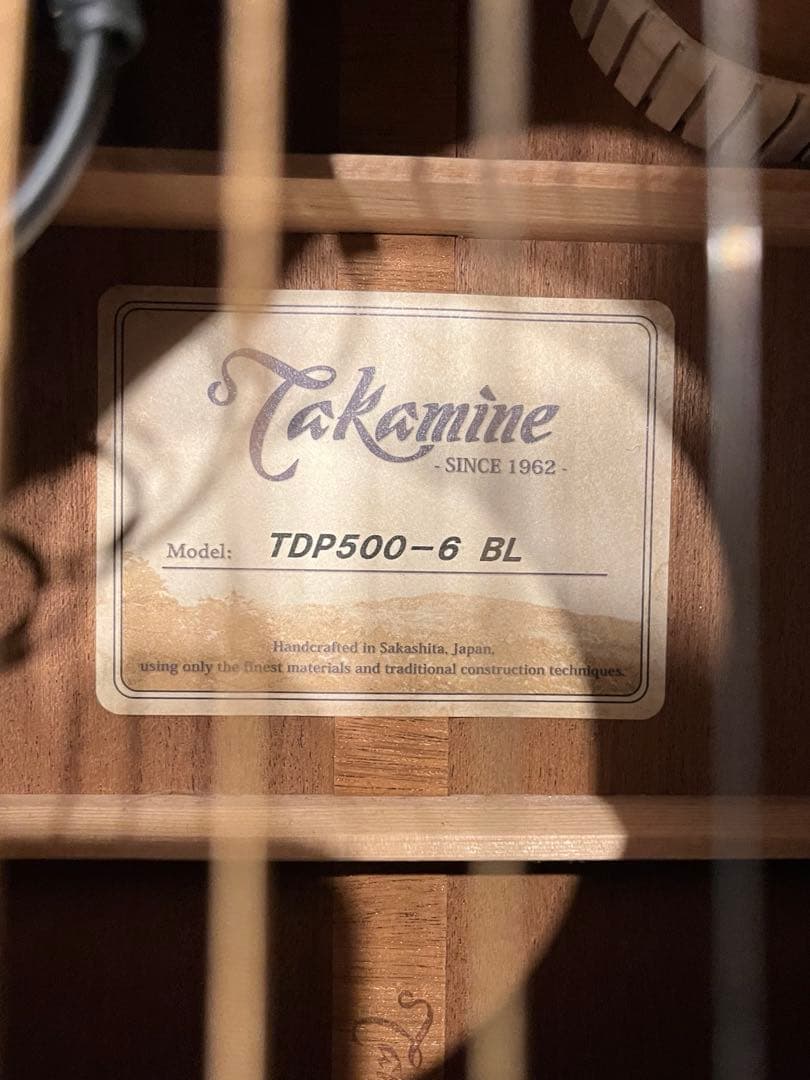 Takamine
- SINCE 1962 -
Model: TDP500-6 BL
Handcrafted in Sakashita, Japan,
using only the finest materials and traditional construction techniques.